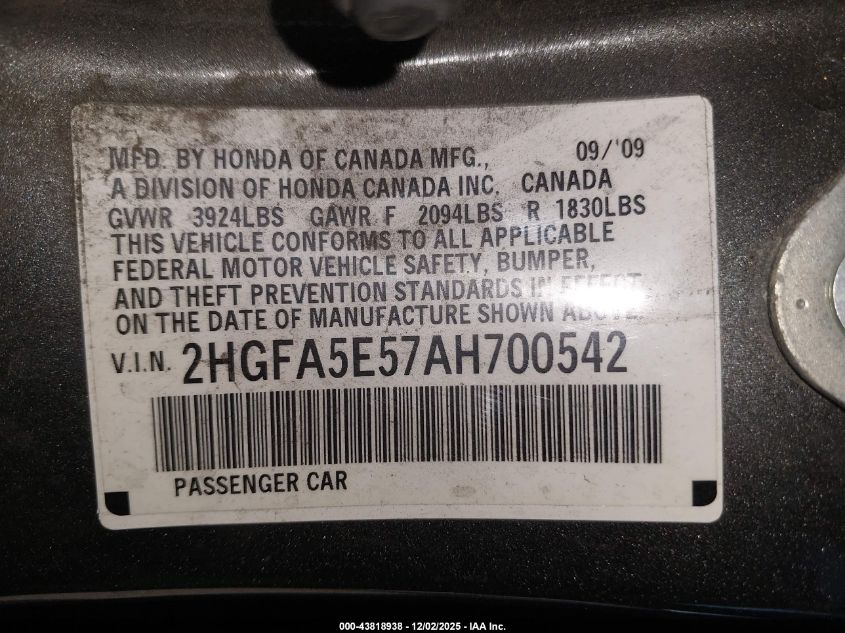 MFD. BY HONDA OF CANADA MFG., 09/'09
A DIVISION OF HONDA CANADA INC. CANADA
GVWR 3924LBS GAWR F 2094LBS R 1830LBS
THIS VEHICLE CONFORMS TO ALL APPLICABLE
FEDERAL MOTOR VEHICLE SAFETY, BUMPER,
AND THEFT PREVENTION STANDARDS IN EFFECT
ON THE DATE OF MANUFACTURE SHOWN ABOVE.
V.I.N. 2HGFA5E57AH700542
PASSENGER CAR
000-43818938 - 12/02/2025 - IAA Inc.